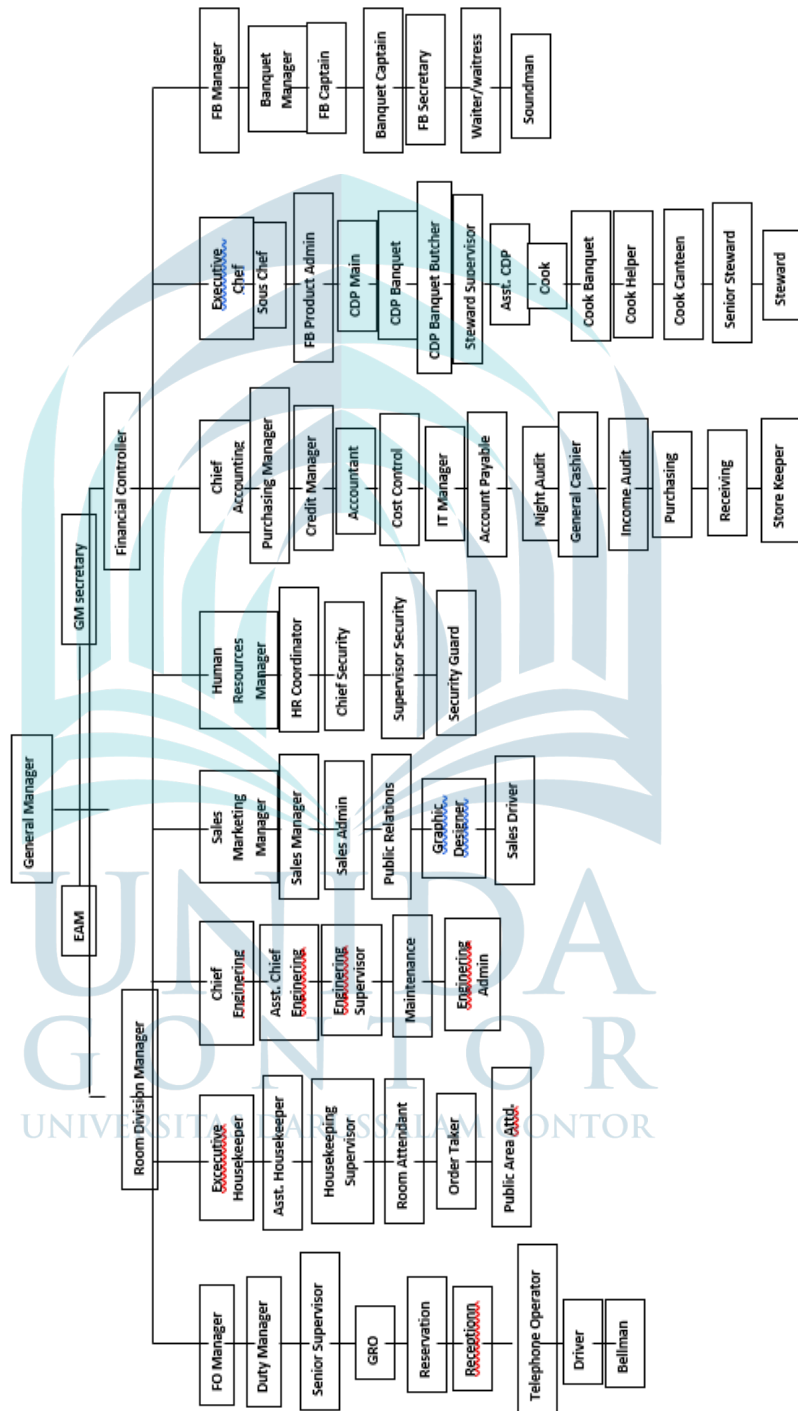 General Manager
EAM
GM secretary
Room Division Manager
Financial Controller
FO Manager
Duty Manager
Senior Supervisor
GRO
Reservation
Receptionn
Telephone Operator
Driver
Bellman
Excecutive
Housekeeper
Asst. Housekeeper
Housekeeping
Supervisor
Room Attendant
Order Taker
Public Area Attd.
Chief
Enginering
Asst. Chief
Enginering
Enginering
Supervisor
Maintenance
Enginering
Admin
Sales
Marketing
Manager
Sales Manager
Sales Admin
Public Relations
Graphic
Designer
Sales Driver
Human
Resources
Manager
HR Coordinator
Chief Security
Supervisor Security
Security Guard
Chief
Accounting
Purchasing Manager
Credit Manager
Accountant
Cost Control
IT Manager
Account Payable
Night Audit
General Cashier
Income Audit
Purchasing
Receiving
Store Keeper
Executive
Chef
Sous Chef
FB Product Admin
CDP Main
CDP Banquet
CDP Banquet Butcher
Steward Supervisor
Asst. CDP
Cook
Cook Banquet
Cook Helper
Cook Canteen
Senior Steward
Steward
FB Manager
Banquet
Manager
FB Captain
Banquet Captain
FB Secretary
Waiter/waitress
Soundman
UNIDA
GONTOR
UNIVERSITAS DARUSSALAM GONTOR